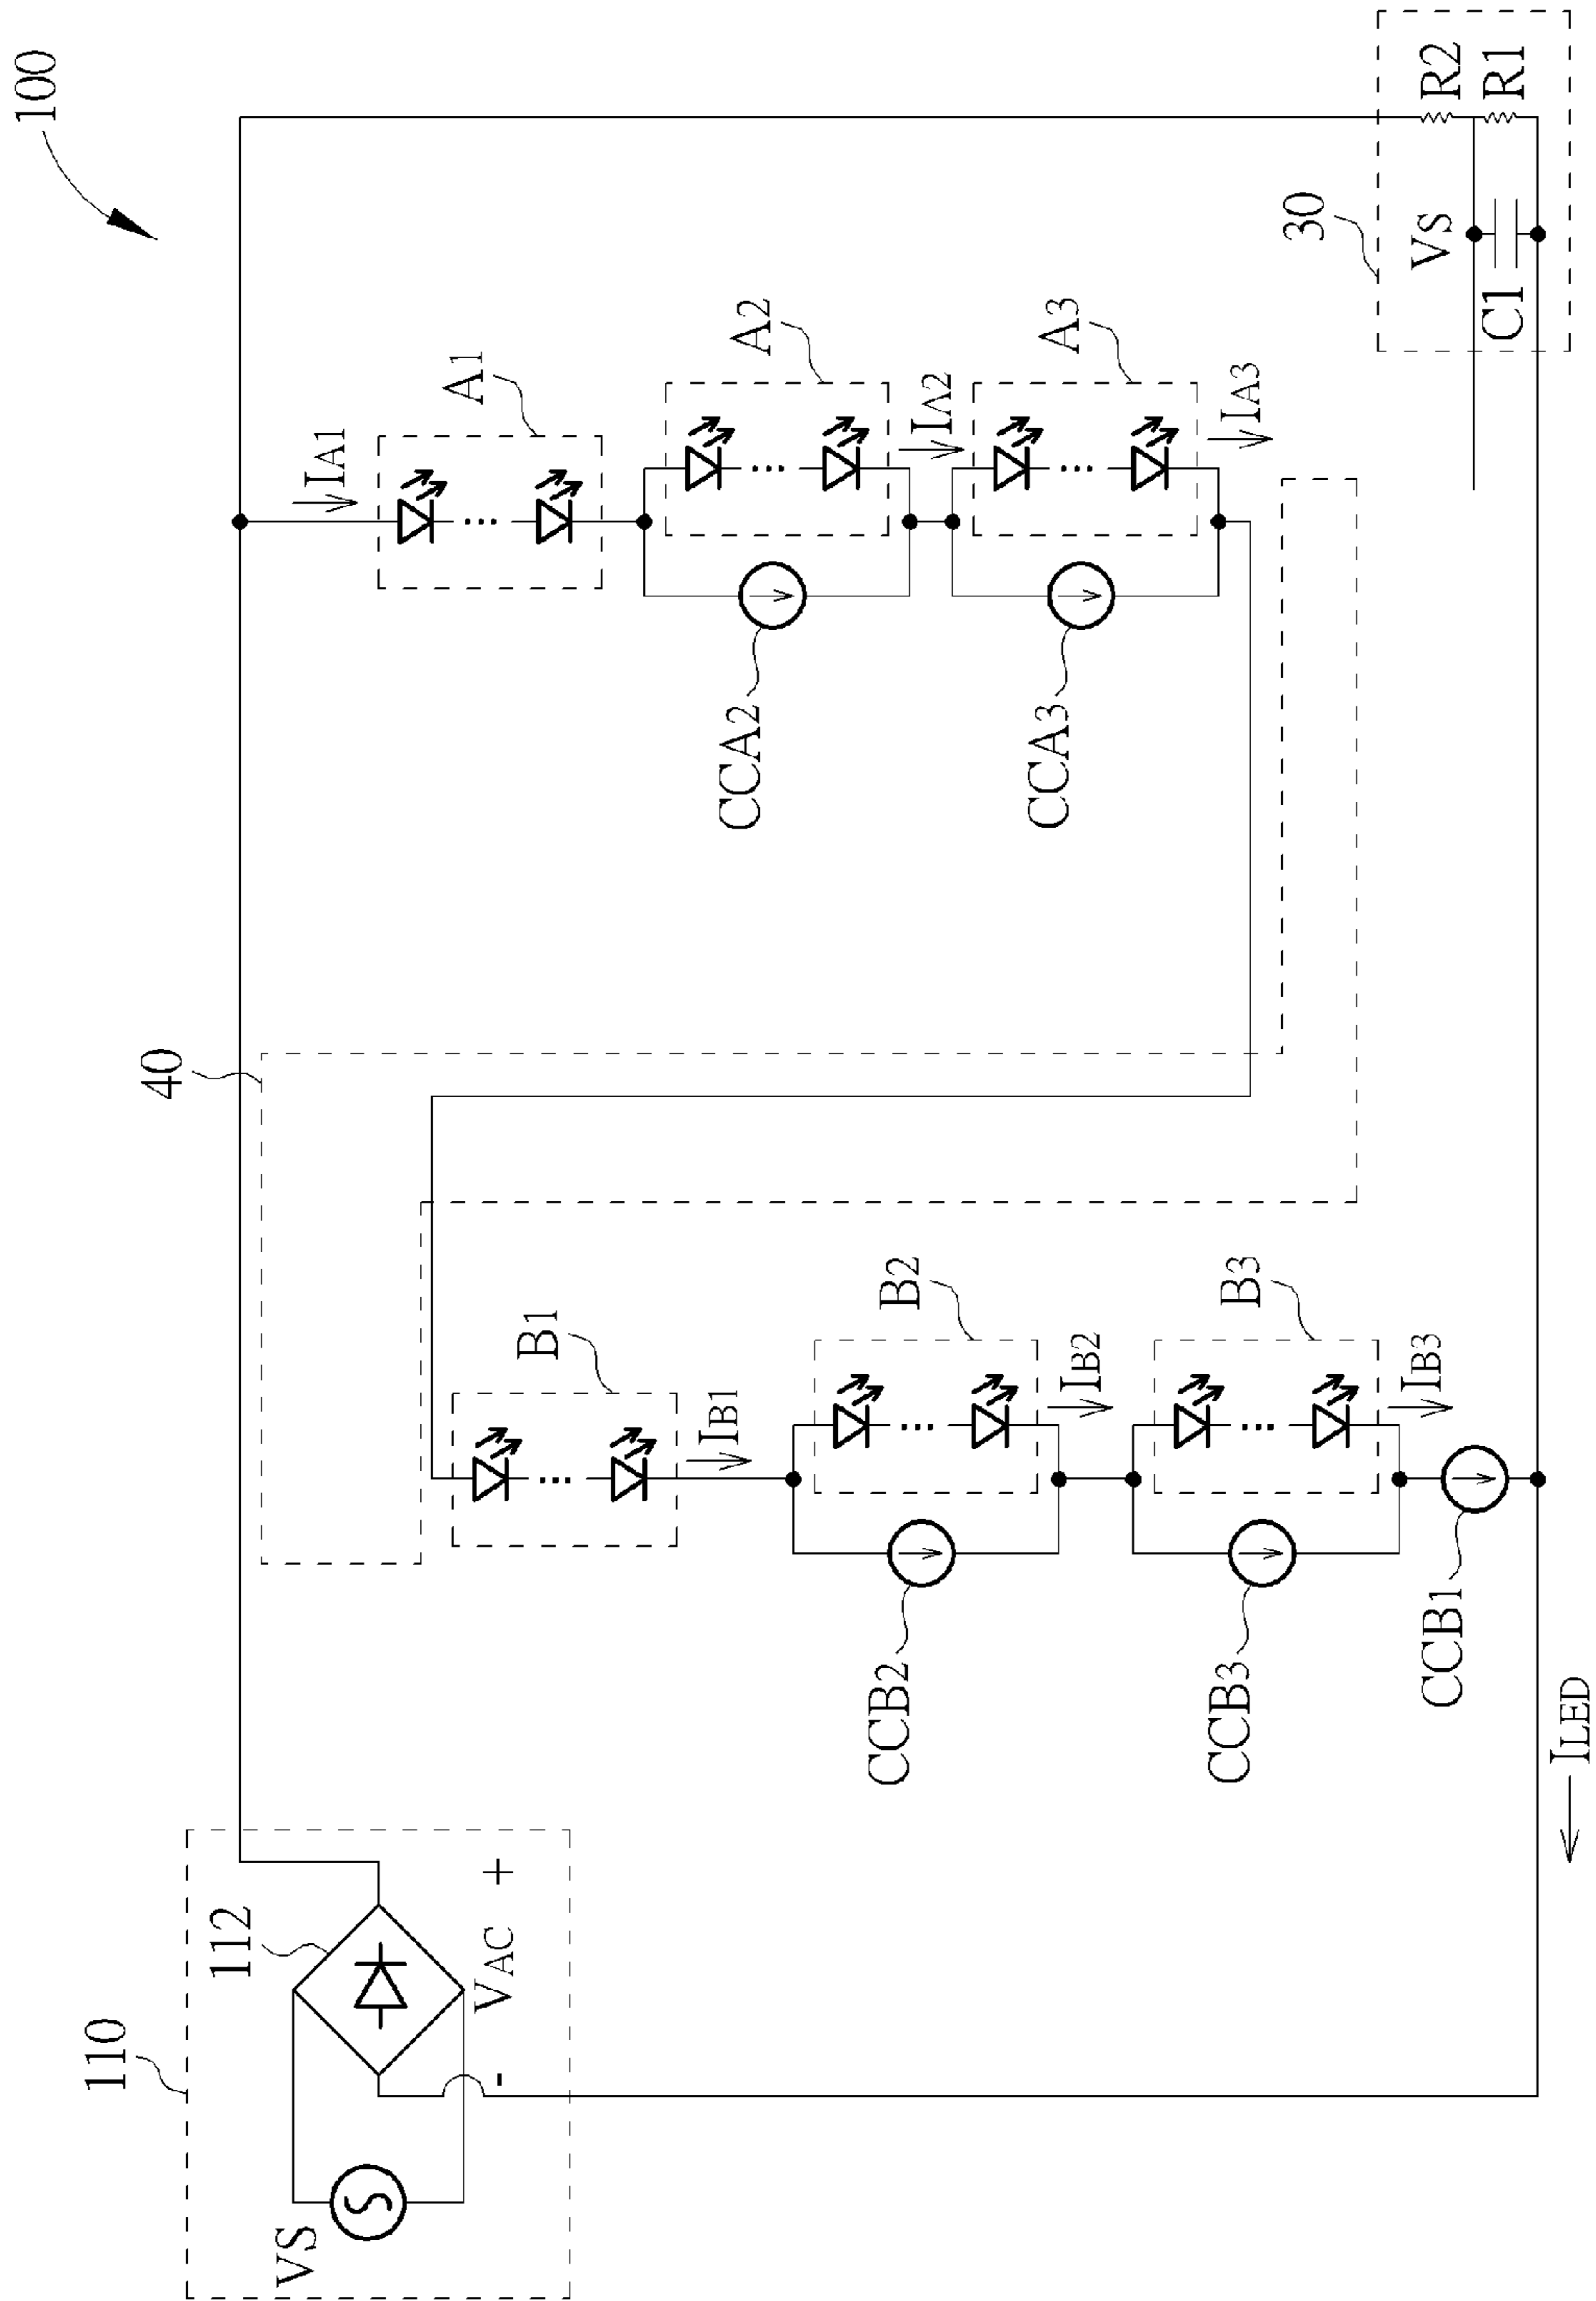 100
40
110
112
VS
VAC
+
-
IA1
A1
A2
CCA2
IA2
A3
CCA3
IA3
B1
IB1
B2
CCB2
IB2
B3
CCB3
IB3
CCB1
30
R2
R1
VS
C1
ILED